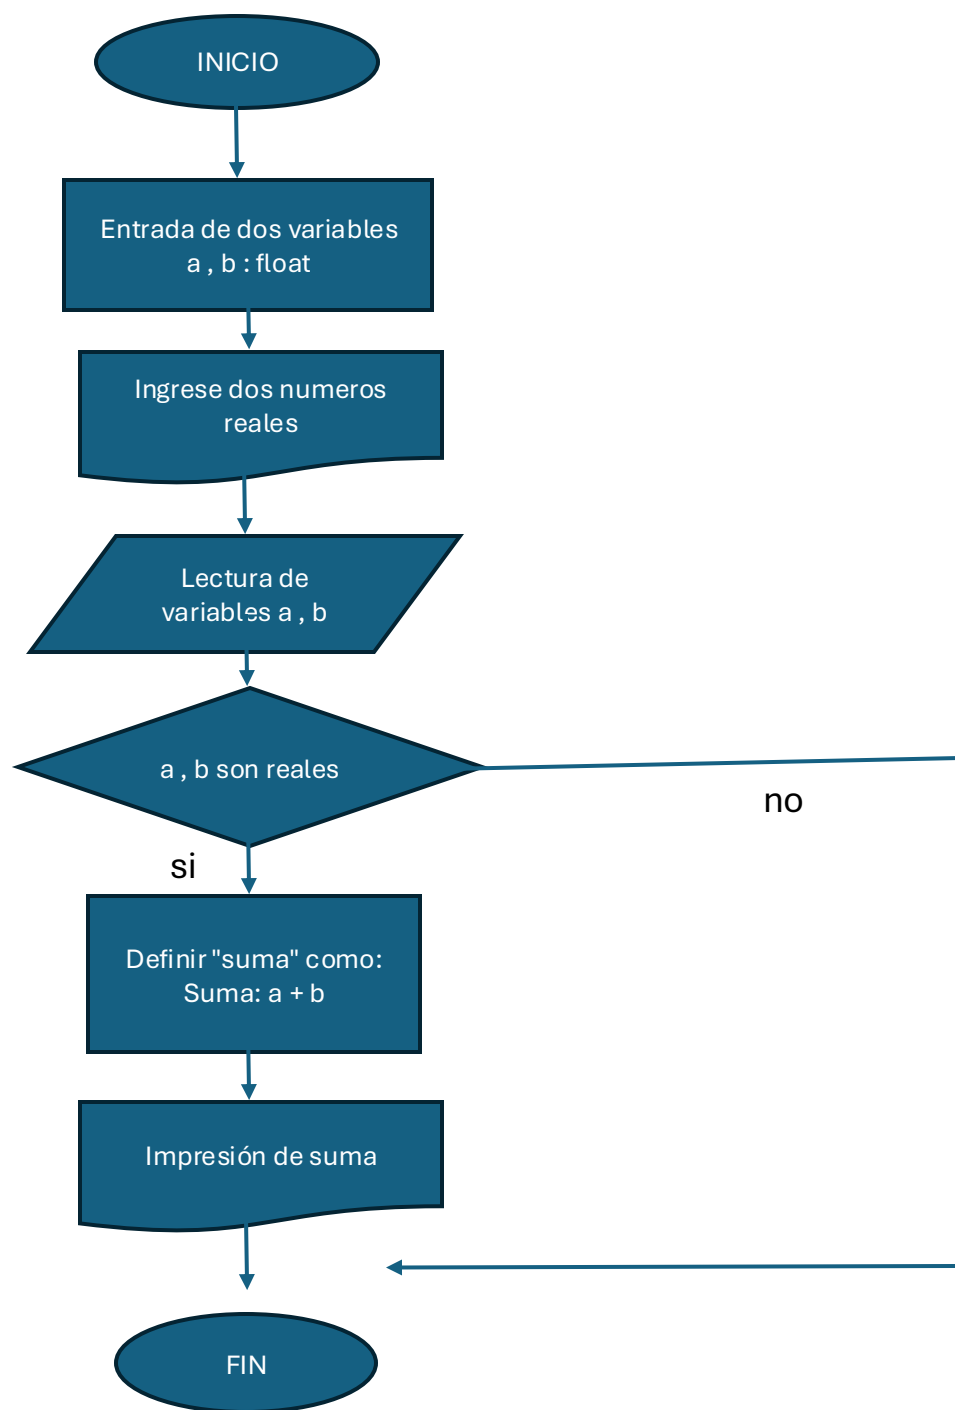 INICIO
Entrada de dos variables
a , b : float
Ingrese dos numeros
reales
Lectura de
variables a , b
a , b son reales
no
si
Definir "suma" como:
Suma: a + b
Impresión de suma
FIN